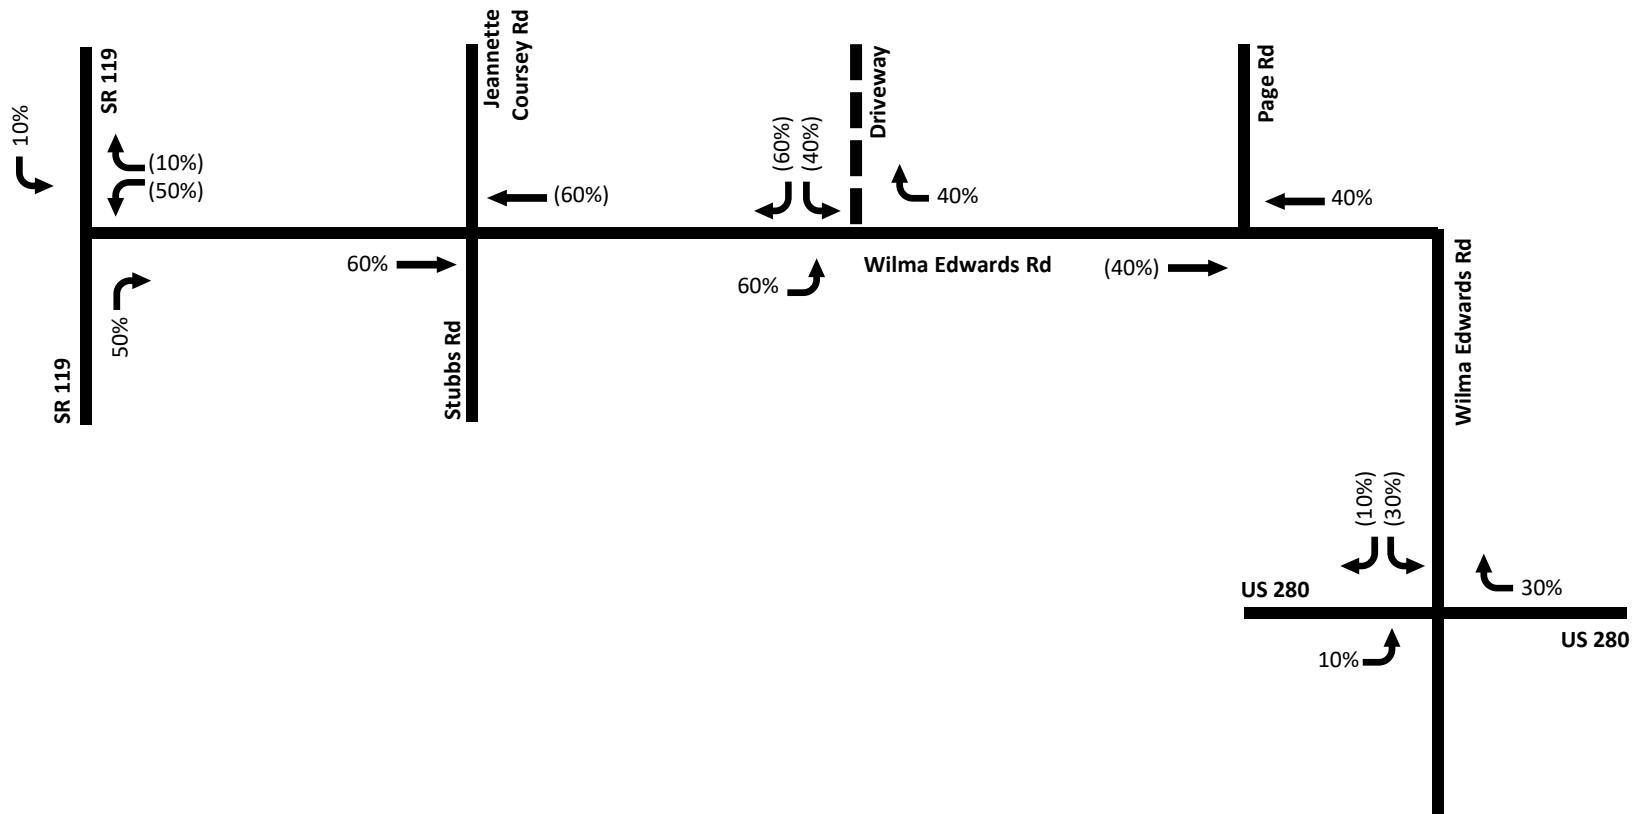 SR 119
10%
(10%)
(50%)
50%
SR 119
Jeannette
Coursey Rd
(60%)
60%
Stubbs Rd
(60%)
(40%)
Driveway
40%
60%
Wilma Edwards Rd
Page Rd
40%
(40%)
Wilma Edwards Rd
(10%)
(30%)
US 280
30%
10%
US 280